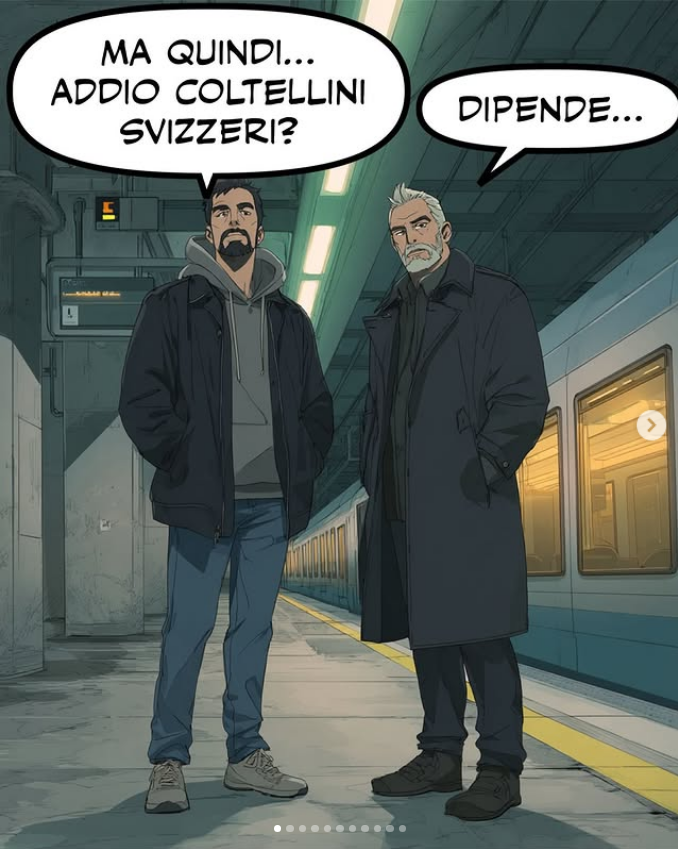 MA QUINDI...
ADDIO COLTELLINI
SVIZZERI?
DIPENDE...